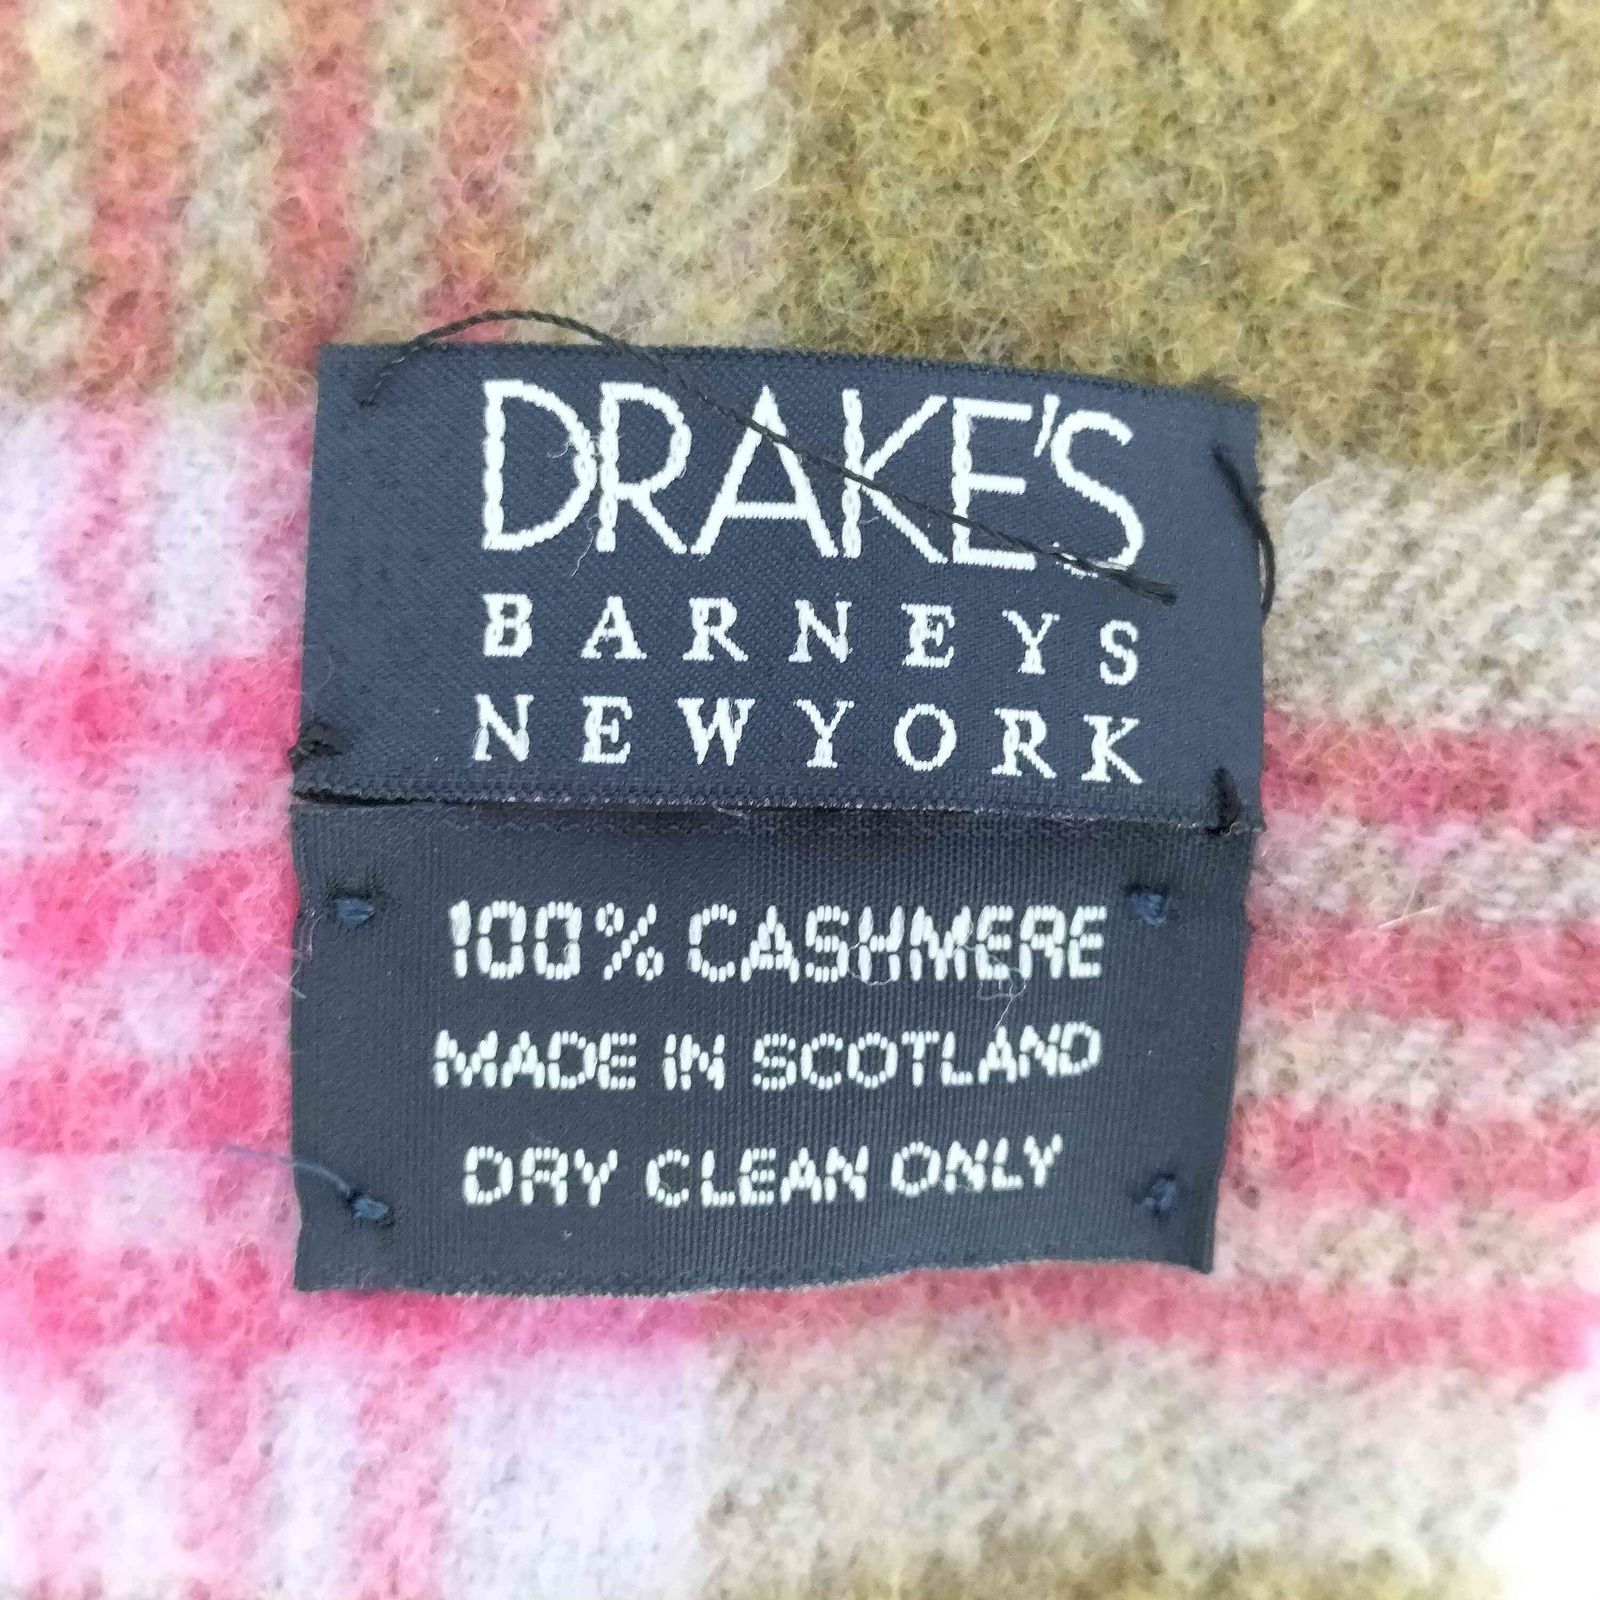 DRAKE'S
BARNEYS
NEWYORK
100% CASHMERE
MADE IN SCOTLAND
DRY CLEAN ONLY